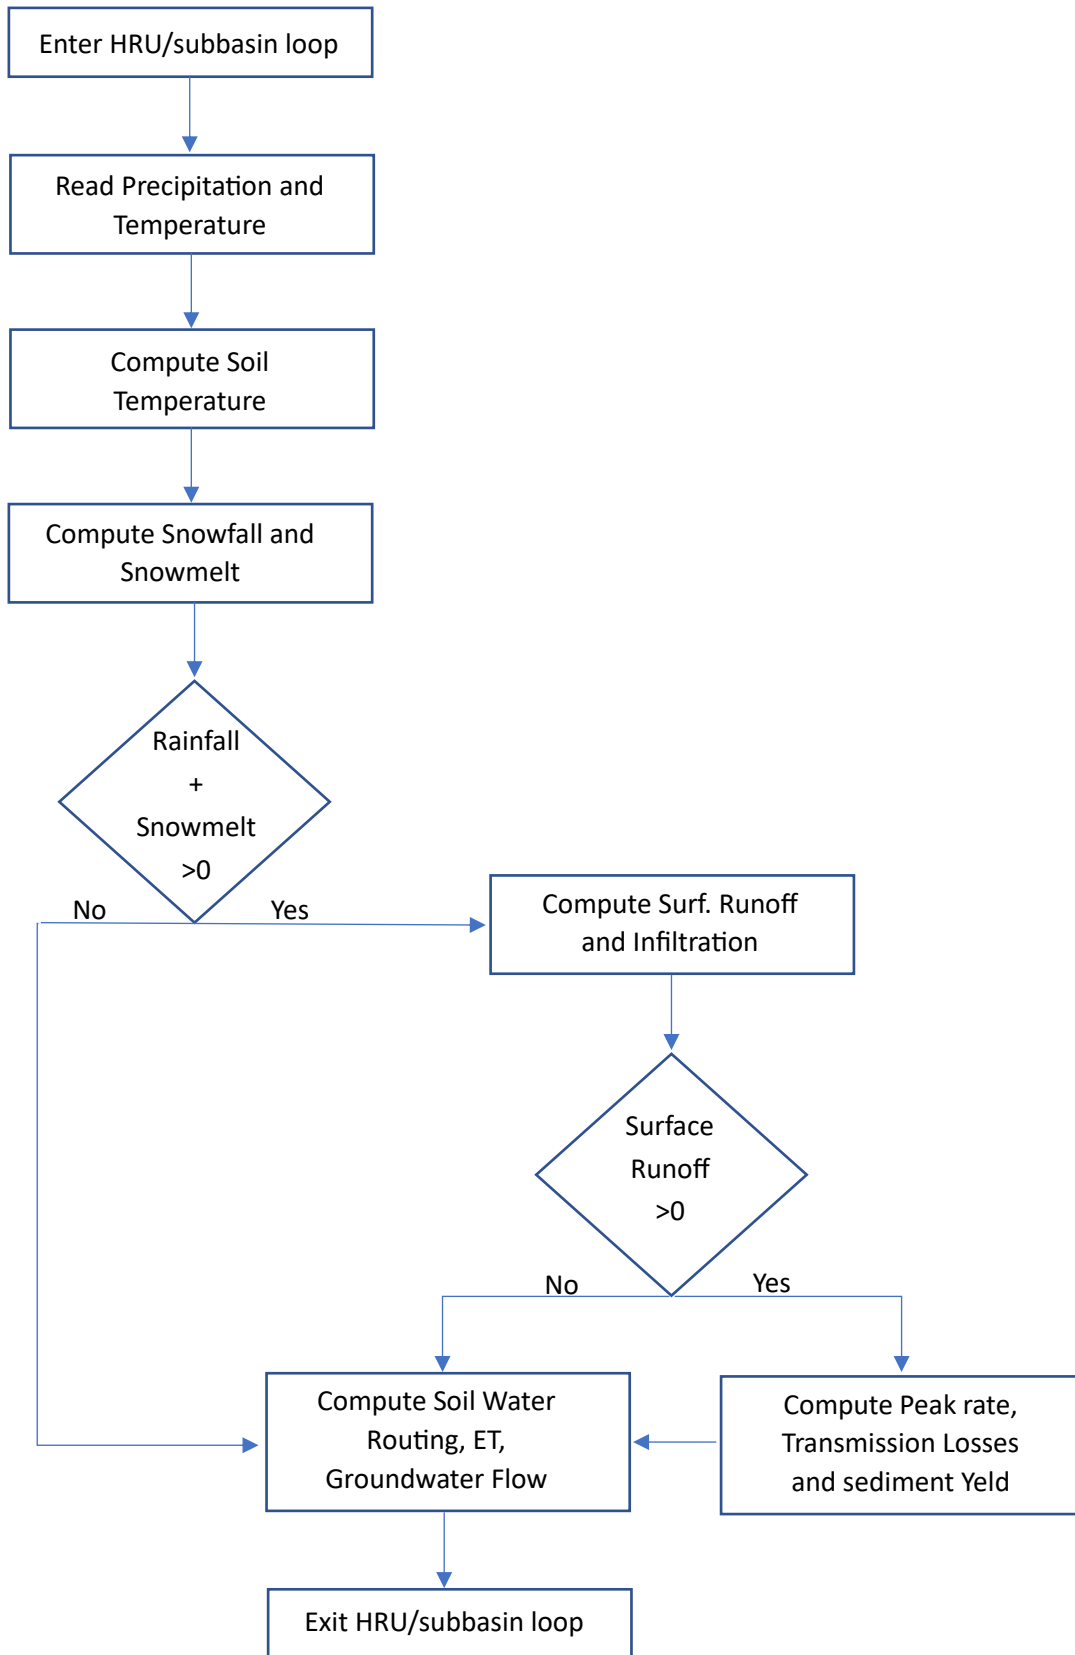 Enter HRU/subbasin loop
Read Precipitation and
Temperature
Compute Soil
Temperature
Compute Snowfall and
Snowmelt
Rainfall
+
Snowmelt
>0
No
Yes
Compute Surf. Runoff
and Infiltration
Surface
Runoff
>0
No
Yes
Compute Soil Water
Routing, ET,
Groundwater Flow
Compute Peak rate,
Transmission Losses
and sediment Yeld
Exit HRU/subbasin loop